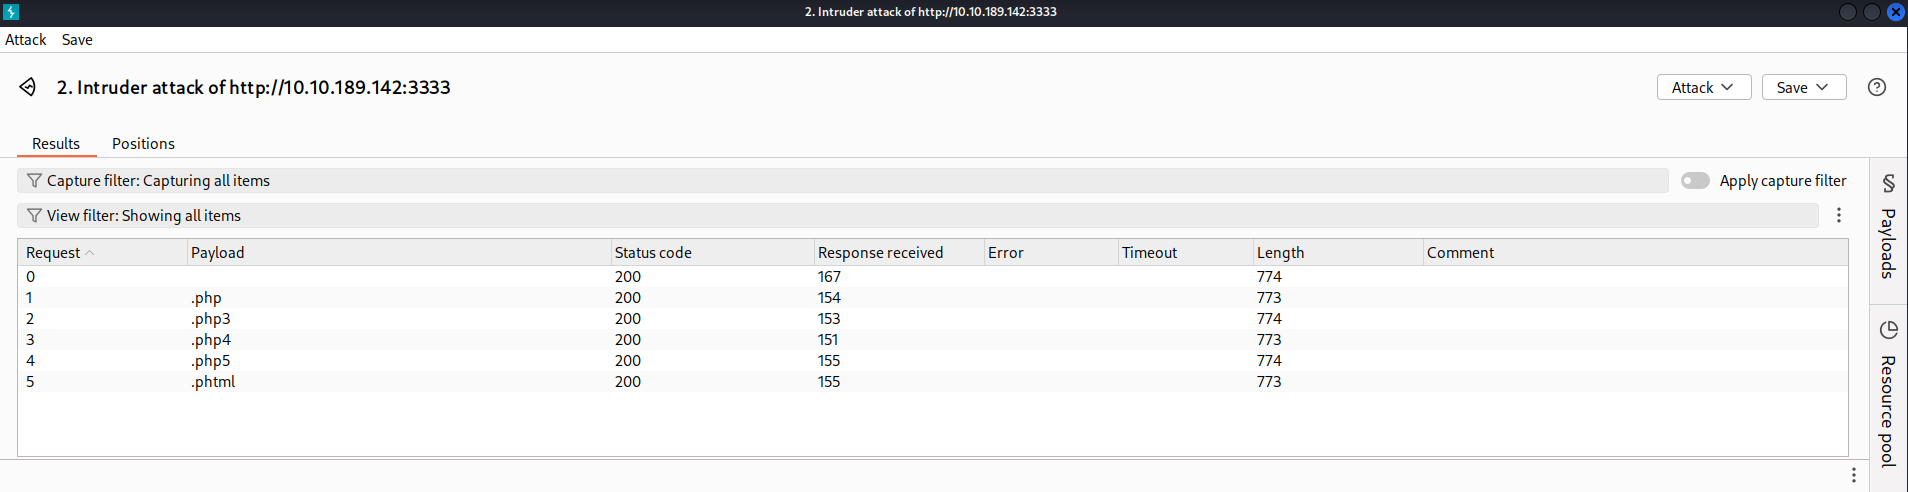 2. Intruder attack of http://10.10.189.142:3333
Attack Save
2. Intruder attack of http://10.10.189.142:3333
Attack Save ?
Results Positions
Capture filter: Capturing all items Apply capture filter
View filter: Showing all items
Request Payload Status code Response received Error Timeout Length Comment
0 200 167 774
1 .php 200 154 773
2 .php3 200 153 774
3 .php4 200 151 773
4 .php5 200 155 774
5 .phtml 200 155 773
§ Payloads
Resource pool